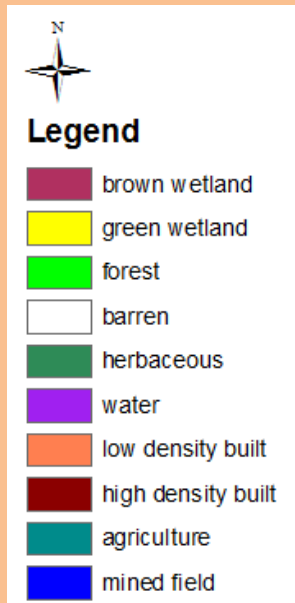 N
Legend
brown wetland
green wetland
forest
barren
herbaceous
water
low density built
high density built
agriculture
mined field